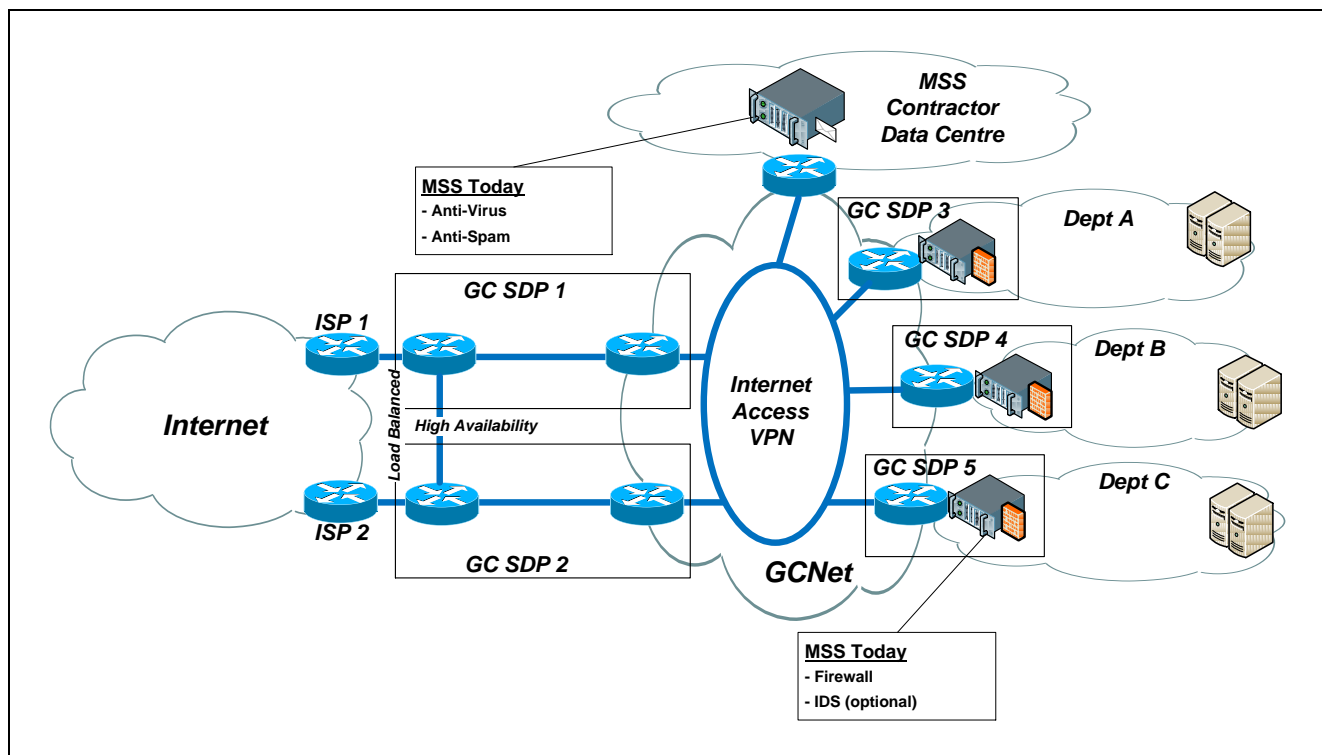 MSS
Contractor
Data Centre
MSS Today
- Anti-Virus
- Anti-Spam
GC SDP 3
Dept A
GC SDP 1
ISP 1
GC SDP 4
Dept B
Internet
Load Balanced
High Availability
Internet
Access
VPN
GC SDP 5
Dept C
ISP 2
GC SDP 2
GCNet
MSS Today
- Firewall
- IDS (optional)